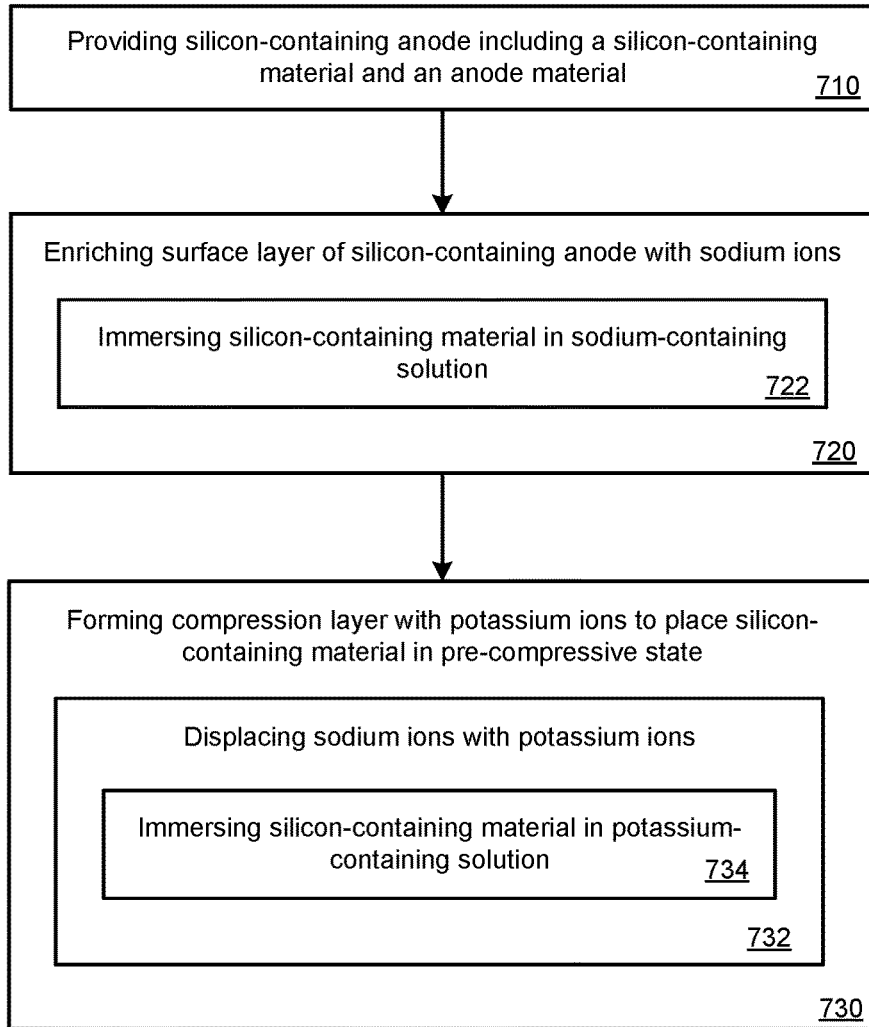 Providing silicon-containing anode including a silicon-containing
material and an anode material
710
Enriching surface layer of silicon-containing anode with sodium ions
Immersing silicon-containing material in sodium-containing
solution
722
720
Forming compression layer with potassium ions to place silicon-
containing material in pre-compressive state
Displacing sodium ions with potassium ions
Immersing silicon-containing material in potassium-
containing solution
734
732
730